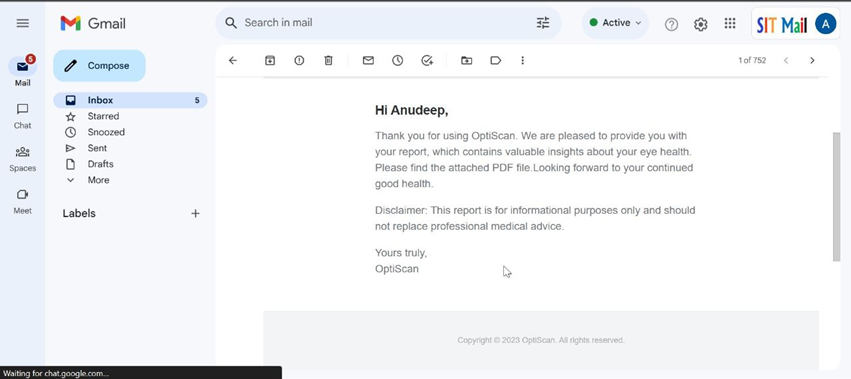 Gmail
Search in mail
Active
SIT Mail
A
5
Mail
Compose
1 of 752
Inbox 5
Starred
Chat
Snoozed
Sent
Spaces
Drafts
More
Meet
Labels
Hi Anudeep,
Thank you for using OptiScan. We are pleased to provide you with
your report, which contains valuable insights about your eye health.
Please find the attached PDF file.Looking forward to your continued
good health.
Disclaimer: This report is for informational purposes only and should
not replace professional medical advice.
Yours truly,
OptiScan
Copyright © 2023 OptiScan. All rights reserved.
Waiting for chat.google.com...